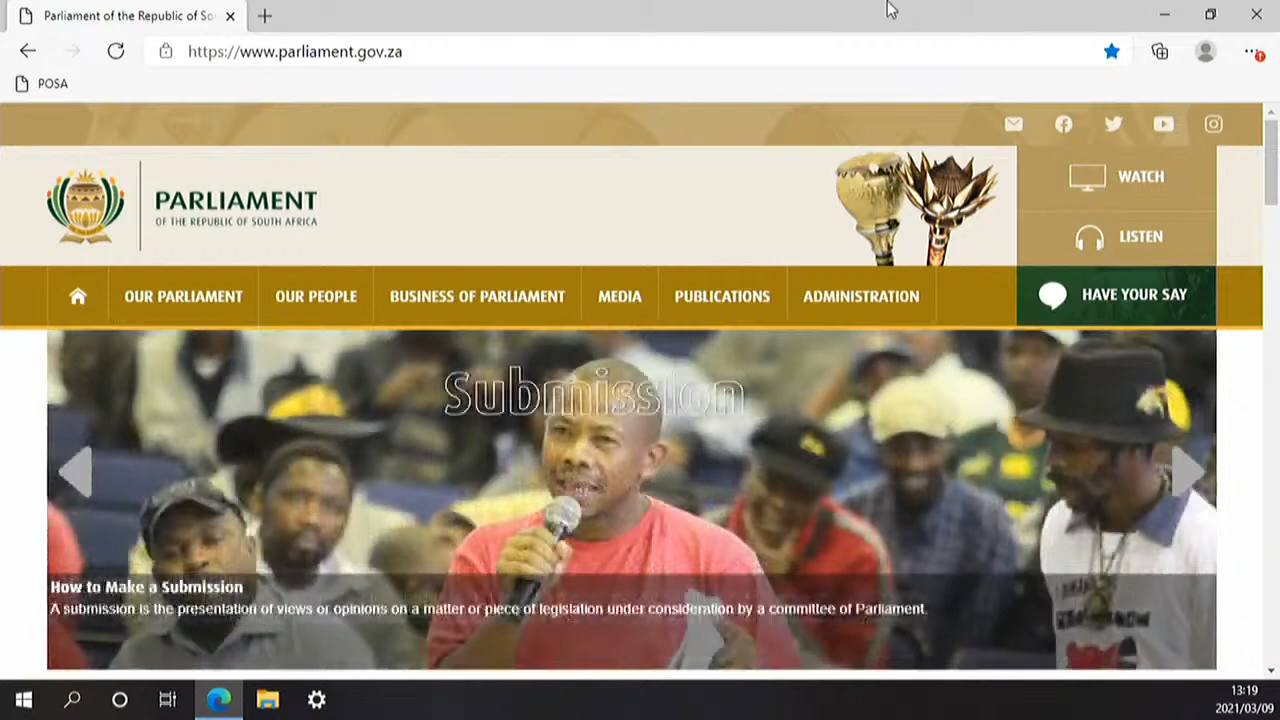 Parliament of the Republic of So
https://www.parliament.gov.za
POSA
PARLIAMENT
OF THE REPUBLIC OF SOUTH AFRICA
WATCH
LISTEN
OUR PARLIAMENT
OUR PEOPLE
BUSINESS OF PARLIAMENT
MEDIA
PUBLICATIONS
ADMINISTRATION
HAVE YOUR SAY
Submission
How to Make a Submission
A submission is the presentation of views or opinions on a matter or piece of legislation under consideration by a committee of Parliament.
13:19
2021/03/09